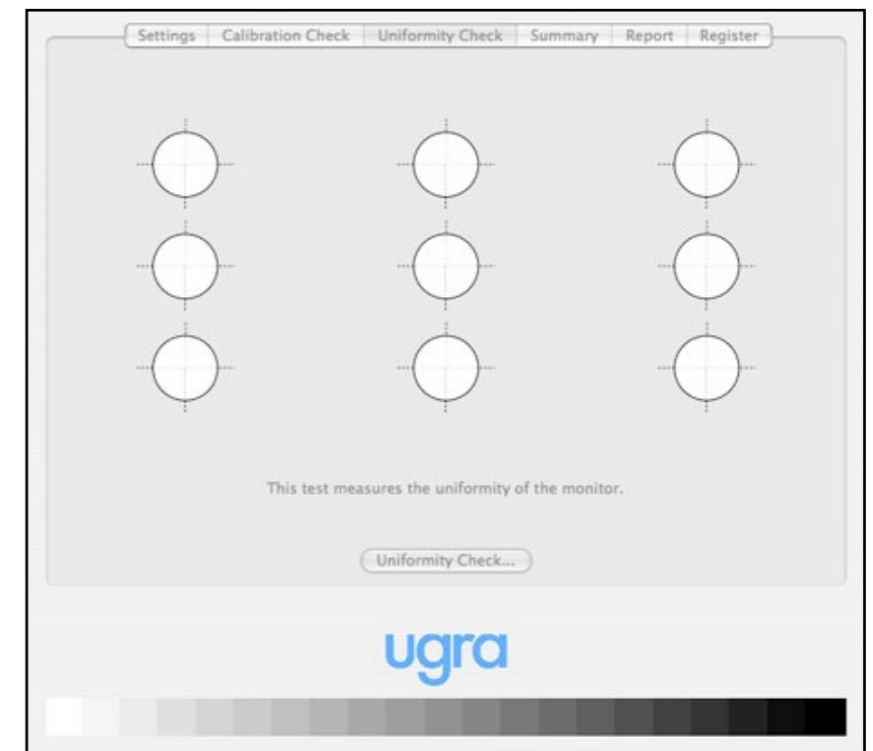 Settings Calibration Check Uniformity Check Summary Report Register
This test measures the uniformity of the monitor.
Uniformity Check...
ugra